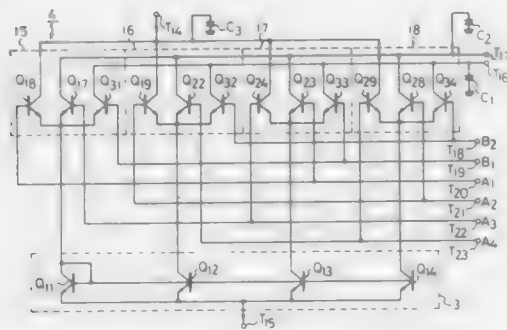 4
T14
C3
C2
15
16
17
18
T17
T16
C1
Q18 Q17 Q31 Q19 Q22 Q32 Q24 Q23 Q33 Q29 Q28 Q34
B2
T18 B1
T19 A1
T20 A2
T21 A3
T22 A4
T23
Q11 Q12 Q13 Q14
3
T15